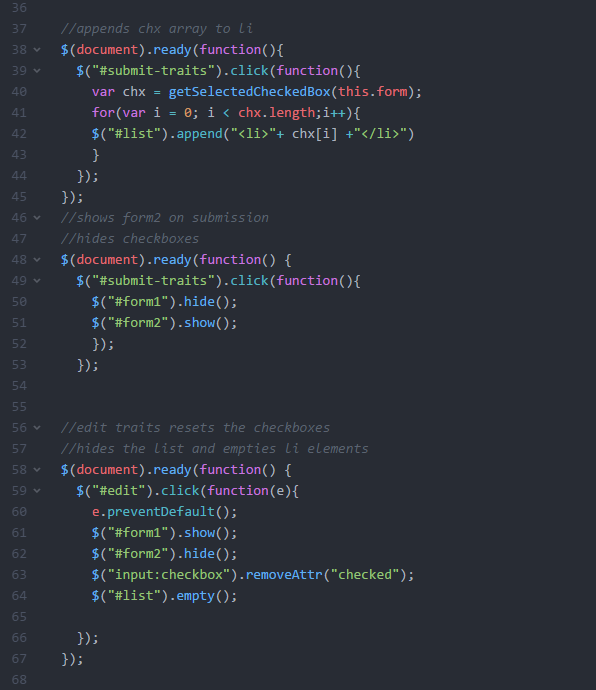 36
37 //appends chx array to li
38 $(document).ready(function(){
39 $("#submit-traits").click(function(){
40 var chx = getSelectedCheckedBox(this.form);
41 for(var i = 0; i < chx.length;i++){
42 $("#list").append("<li>"+ chx[i] +"</li>")
43 }
44 });
45 });
46 //shows form2 on submission
47 //hides checkboxes
48 $(document).ready(function() {
49 $("#submit-traits").click(function(){
50 $("#form1").hide();
51 $("#form2").show();
52 });
53 });
54
55
56 //edit traits resets the checkboxes
57 //hides the list and empties li elements
58 $(document).ready(function() {
59 $("#edit").click(function(e){
60 e.preventDefault();
61 $("#form1").show();
62 $("#form2").hide();
63 $("input:checkbox").removeAttr("checked");
64 $("#list").empty();
65
66 });
67 });
68